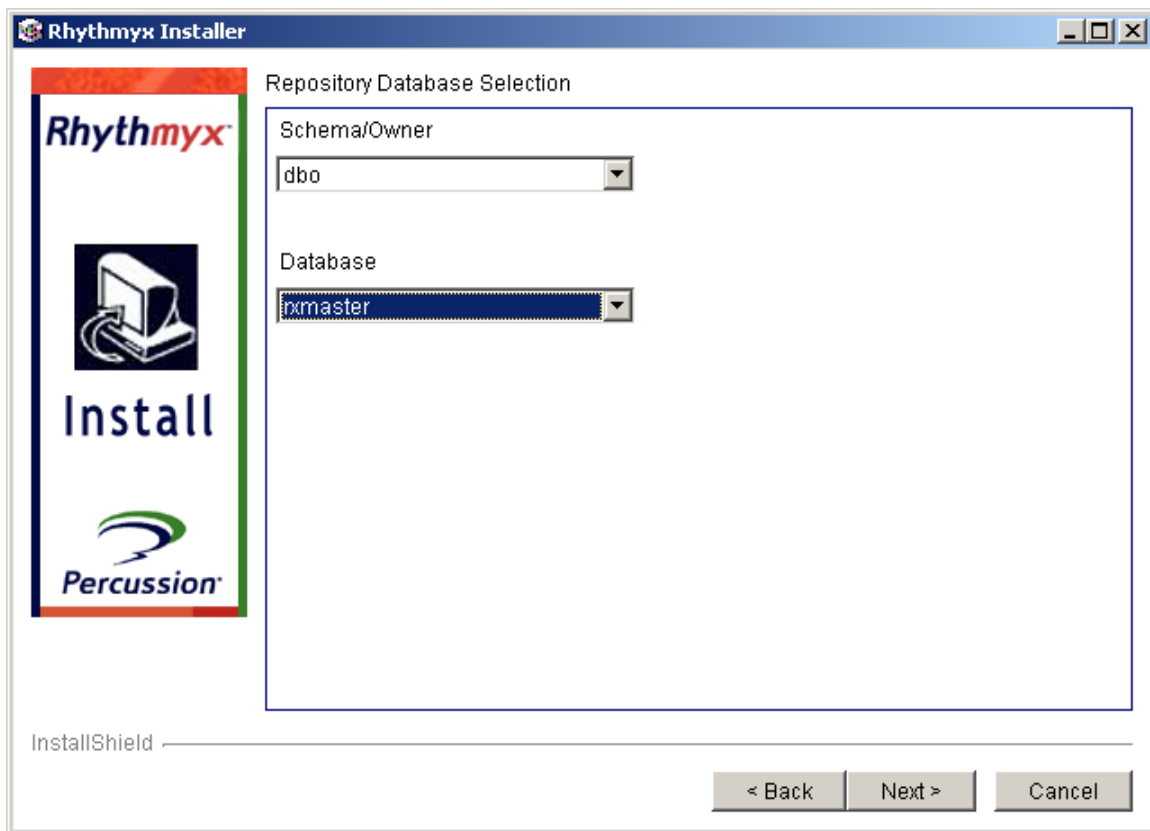 Rhythmyx Installer
Rhythmyx
Install
Percussion
Repository Database Selection
Schema/Owner
dbo
Database
rxmaster
InstallShield
< Back
Next >
Cancel